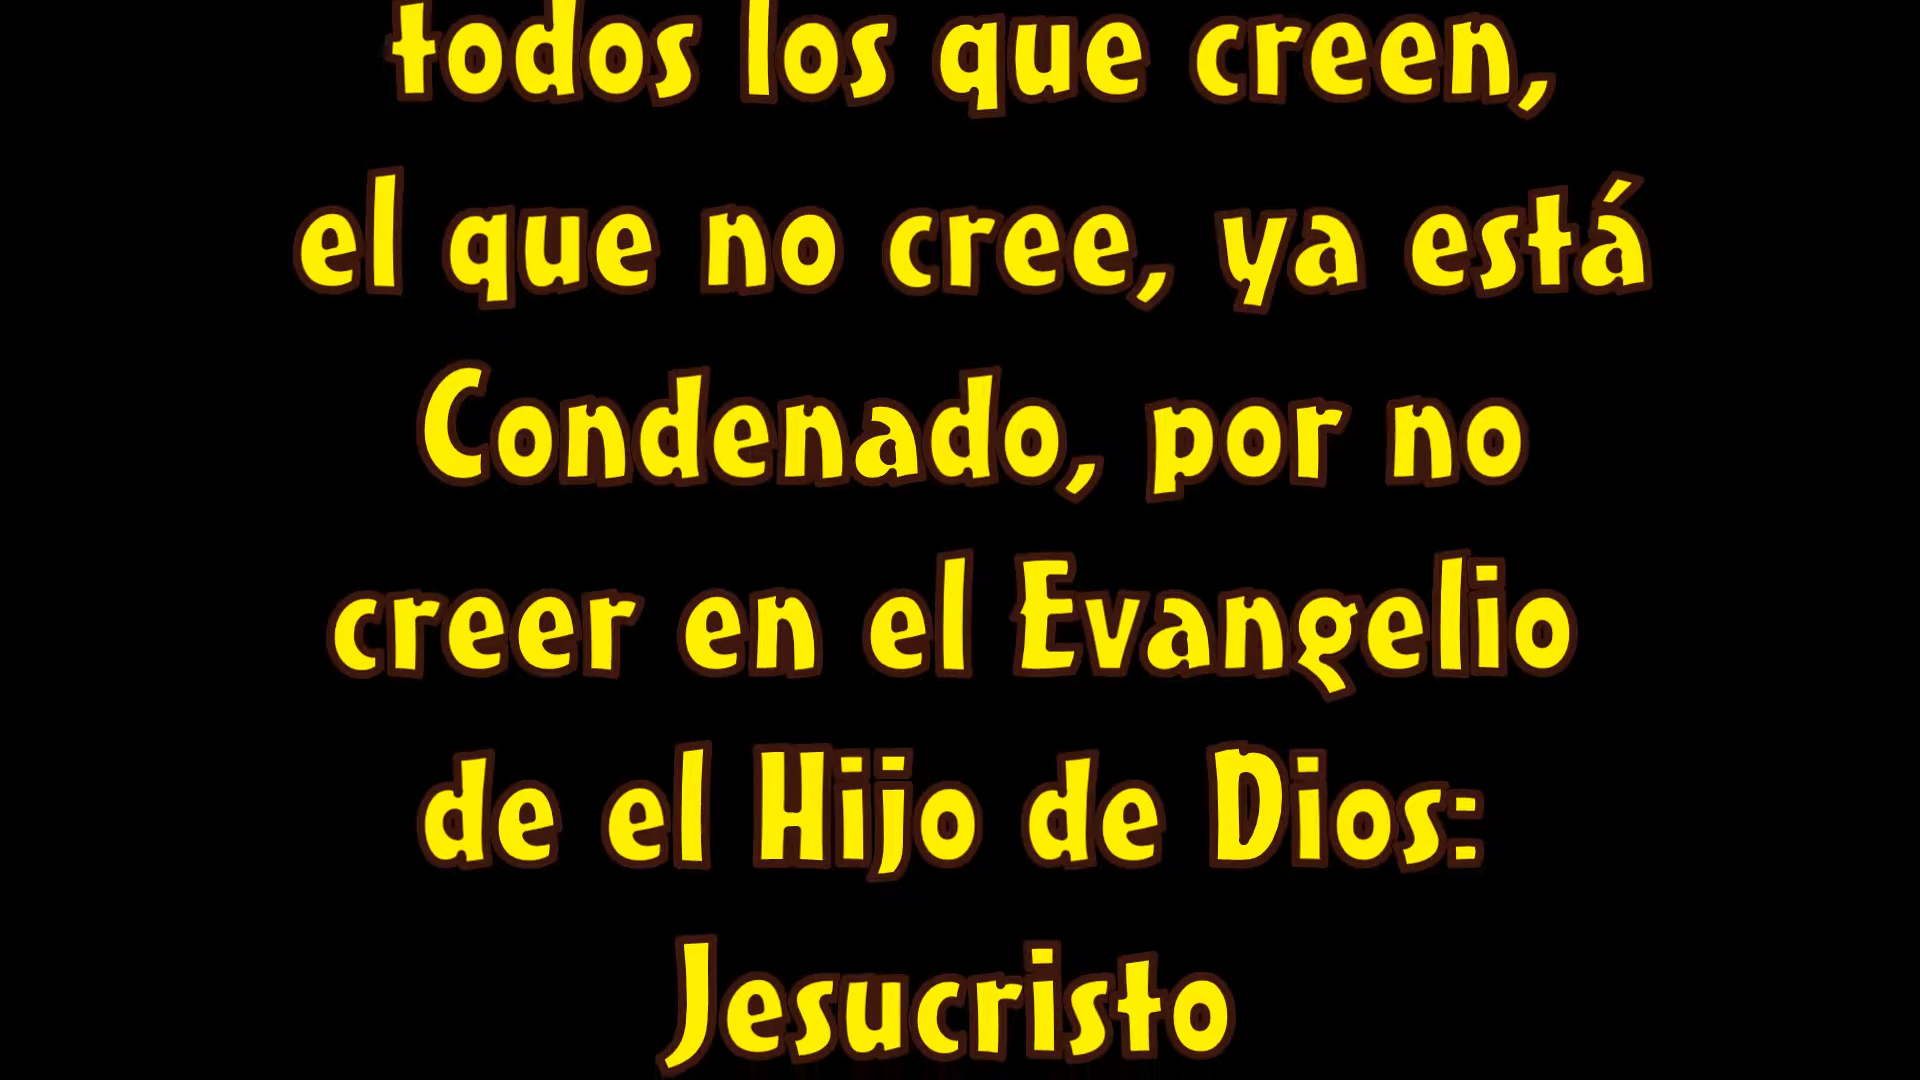 todos los que creen,
el que no cree, ya está
Condenado, por no
creer en el Evangelio
de el Hijo de Dios:
Jesucristo